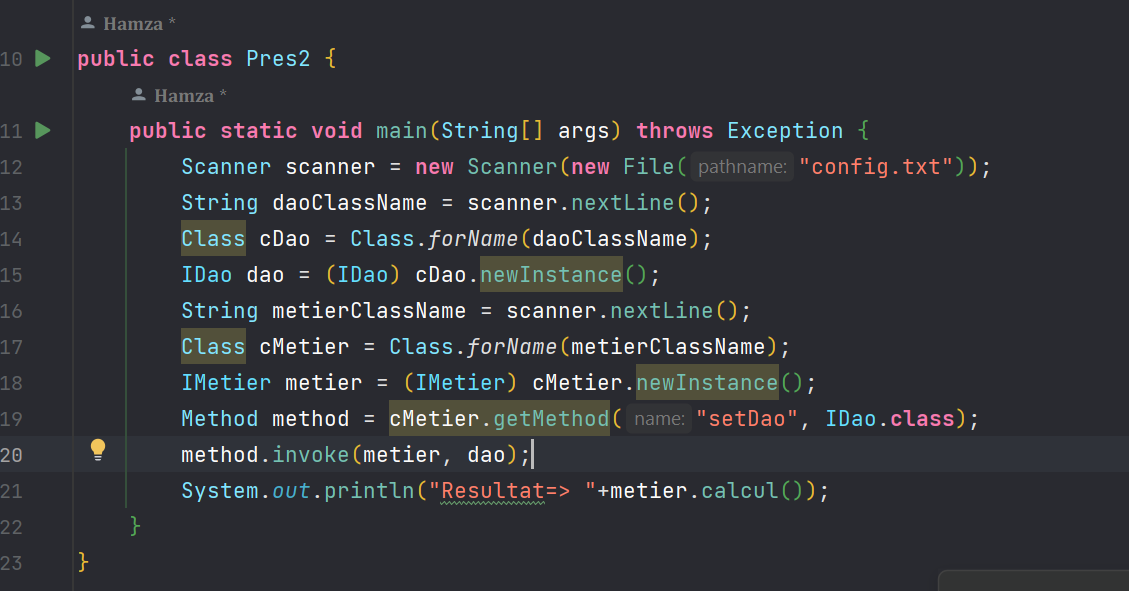 Hamza *
10 public class Pres2 {
Hamza *
11 public static void main(String[] args) throws Exception {
12 Scanner scanner = new Scanner(new File( pathname: "config.txt"));
13 String daoClassName = scanner.nextLine();
14 Class cDao = Class.forName(daoClassName);
15 IDao dao = (IDao) cDao.newInstance();
16 String metierClassName = scanner.nextLine();
17 Class cMetier = Class.forName(metierClassName);
18 IMetier metier = (IMetier) cMetier.newInstance();
19 Method method = cMetier.getMethod( name: "setDao", IDao.class);
20 method.invoke(metier, dao);
21 System.out.println("Resultat=> "+metier.calcul());
22 }
23 }